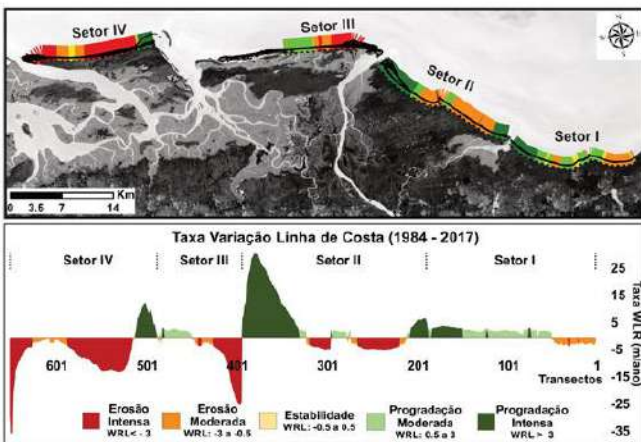 Setor IV
Setor III
Setor II
Setor I
Km
0 3.5 7 14
Taxa Variação Linha de Costa (1984 - 2017)
Setor IV Setor III Setor II Setor I
25
15
5
-5
-15
-25
-35
Taxa WLR (m/ano)
601 501 401 301 201 101 1
Transectos
Erosão Intensa WRL< - 3
Erosão Moderada WRL: -3 a -0.5
Estabilidade WRL: -0.5 a 0.5
Progradação Moderada WRL: 0.5 a 3
Progradação Intensa WRL> 3